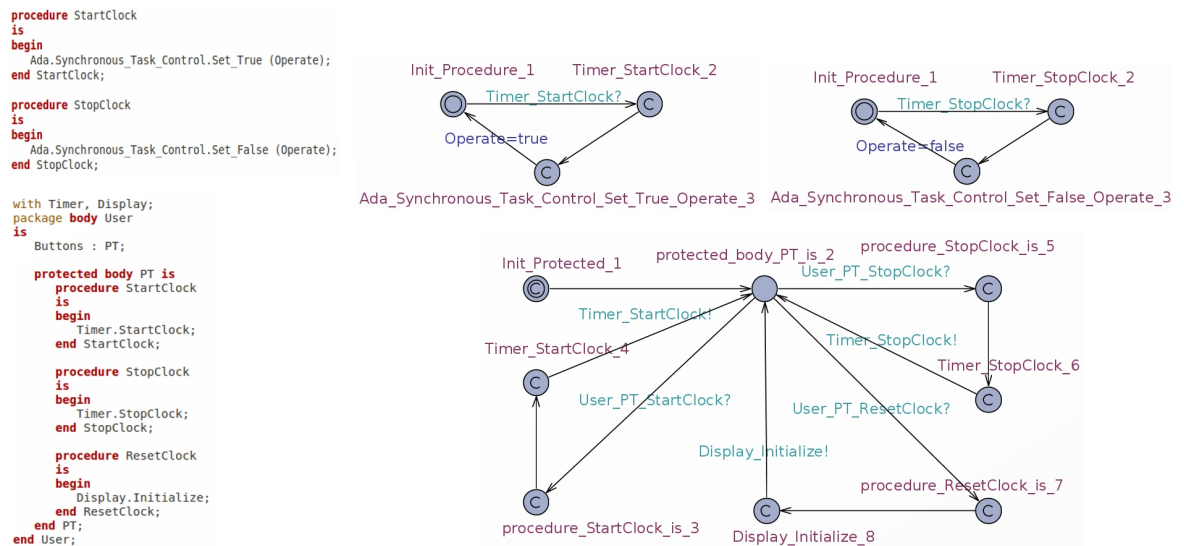 procedure StartClock
is
begin
Ada.Synchronous_Task_Control.Set_True (Operate);
end StartClock;
procedure StopClock
is
begin
Ada.Synchronous_Task_Control.Set_False (Operate);
end StopClock;
with Timer, Display;
package body User
is
Buttons : PT;
protected body PT is
procedure StartClock
is
begin
Timer.StartClock;
end StartClock;
procedure StopClock
is
begin
Timer.StopClock;
end StopClock;
procedure ResetClock
is
begin
Display.Initialize;
end ResetClock;
end PT;
end User;
Init_Procedure_1
Timer_StartClock_2
Timer_StartClock?
C
Operate=true
C
Ada_Synchronous_Task_Control_Set_True_Operate_3
Init_Procedure_1
Timer_StopClock_2
Timer_StopClock?
C
Operate=false
C
Ada_Synchronous_Task_Control_Set_False_Operate_3
Init_Protected_1
protected_body_PT_is_2
procedure_StopClock_is_5
User_PT_StopClock?
C
C
Timer_StartClock!
Timer_StopClock!
Timer_StartClock_4
Timer_StopClock_6
C
C
User_PT_StartClock?
User_PT_ResetClock?
Display_Initialize!
procedure_ResetClock_is_7
C
C
C
procedure_StartClock_is_3
Display_Initialize_8